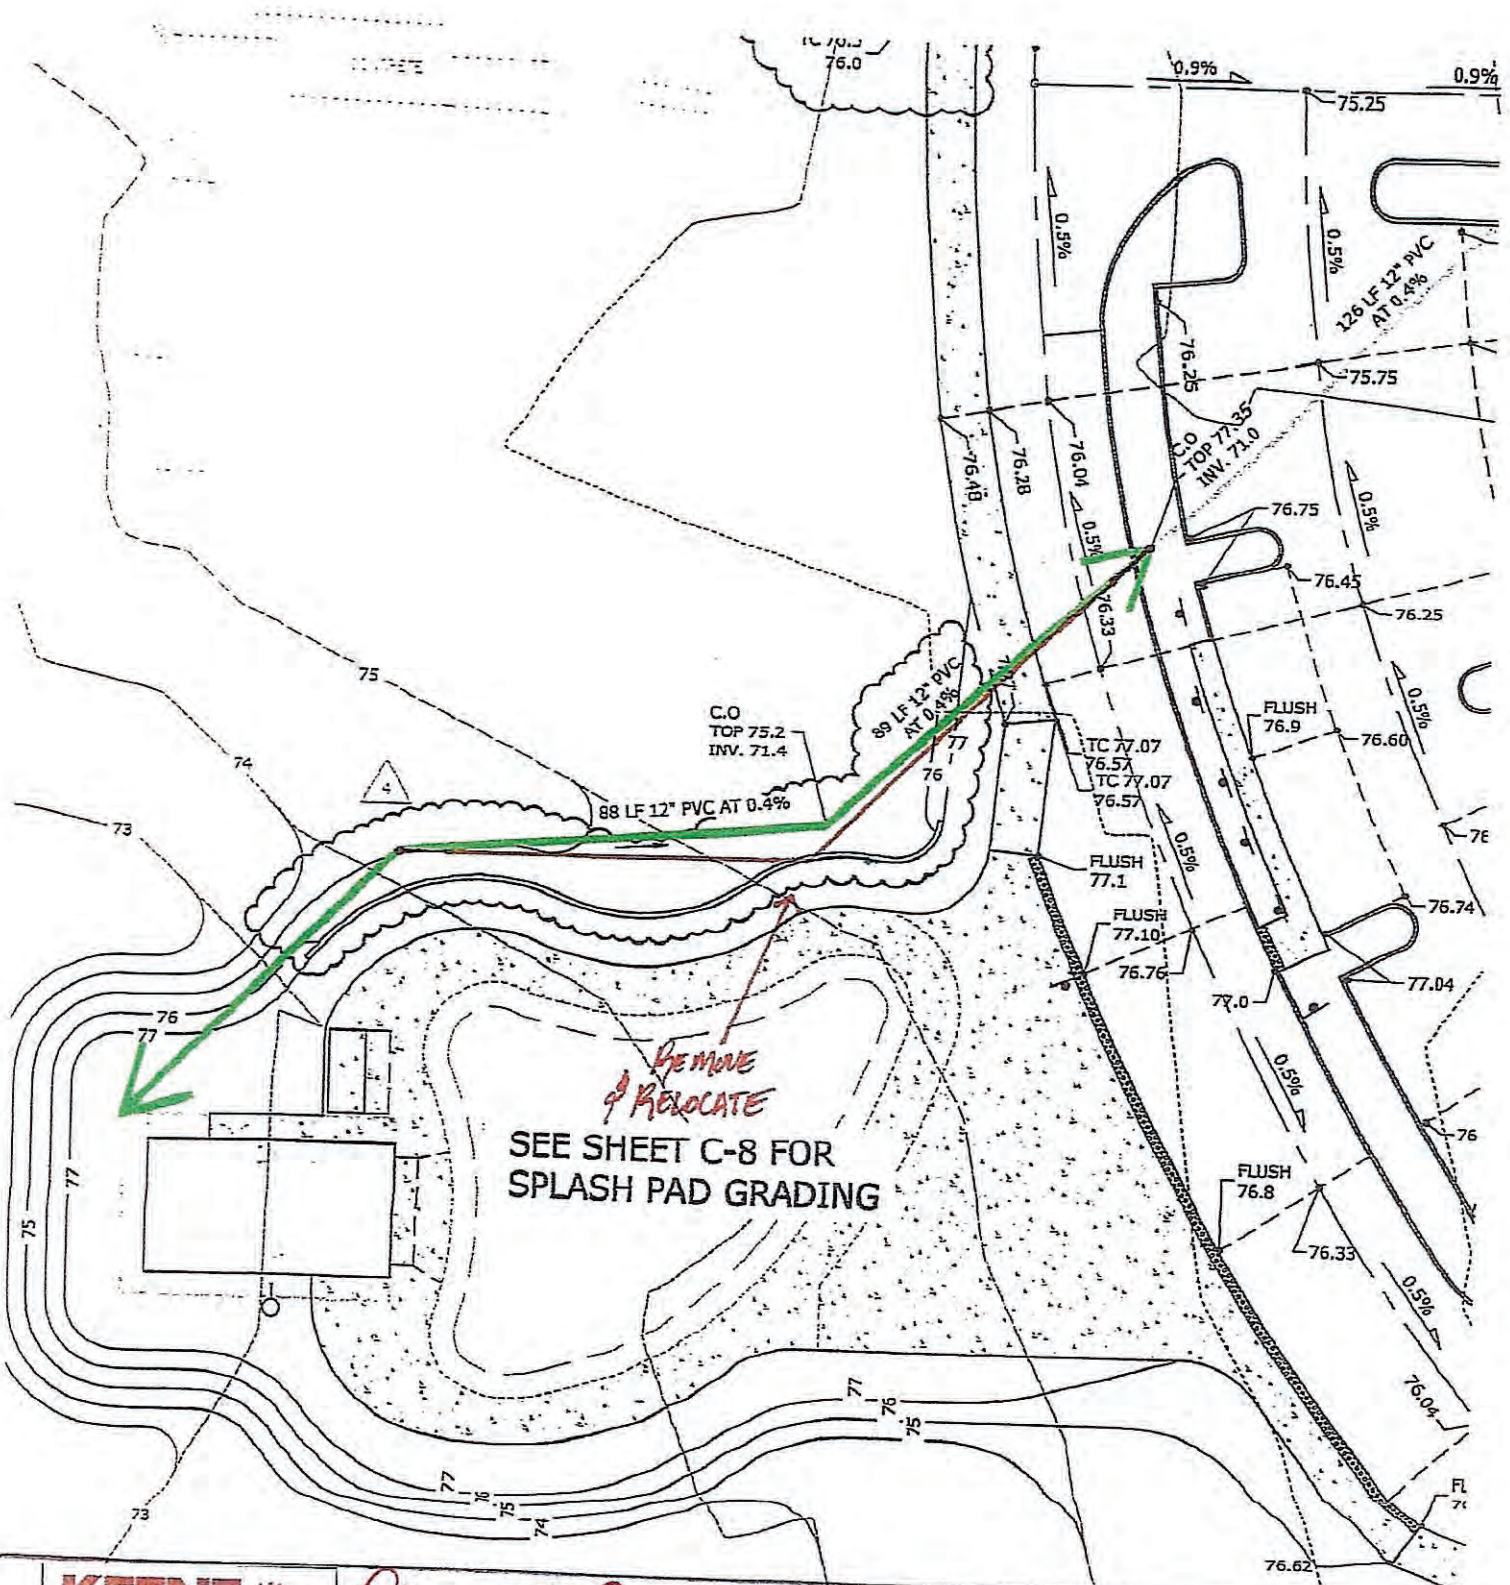 76.0
0.9%
0.9%
75.25
0.5%
0.5%
126 LF 12" PVC
AT 0.4%
76.25
75.75
C.O
TOP 77.35
INV. 71.0
76.48
76.28
76.04
0.5%
0.5%
76.75
76.45
76.33
76.25
75
89 LF 12" PVC
AT 0.4%
C.O
TOP 75.2
INV. 71.4
77
76
FLUSH
76.9
0.5%
76.60
TC 77.07
76.57
TC 77.07
76.57
74
4
88 LF 12" PVC AT 0.4%
73
0.5%
FLUSH
77.1
76.74
FLUSH
77.10
76.76
77.0
77.04
76
77
REMOVE
& RELOCATE
SEE SHEET C-8 FOR
SPLASH PAD GRADING
0.5%
76
77
75
FLUSH
76.8
76.33
0.5%
76.04
77
76
75
77
76
75
74
73
76.62
KEENE